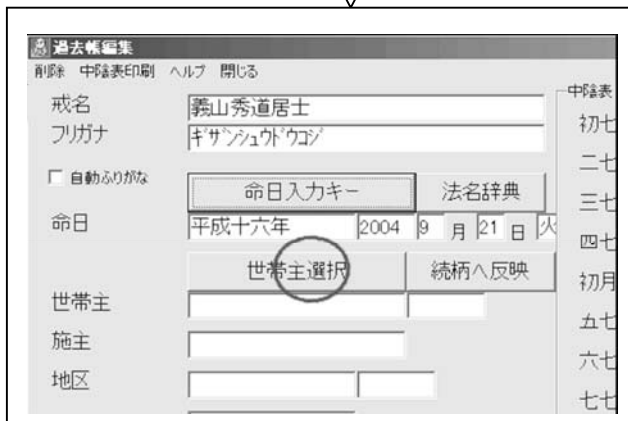 過去帳編集
削除 中陰表印刷 ヘルプ 閉じる
戒名 義山秀道居士
フリガナ ギザンシュウドウコジ
自動ふりがな
命日入力キー 法名辞典
命日 平成十六年 2004 9 月 21 日 火
世帯主選択 続柄へ反映
世帯主
施主
地区
中陰表
初七
二七
三七
四七
初月
五七
六七
七七